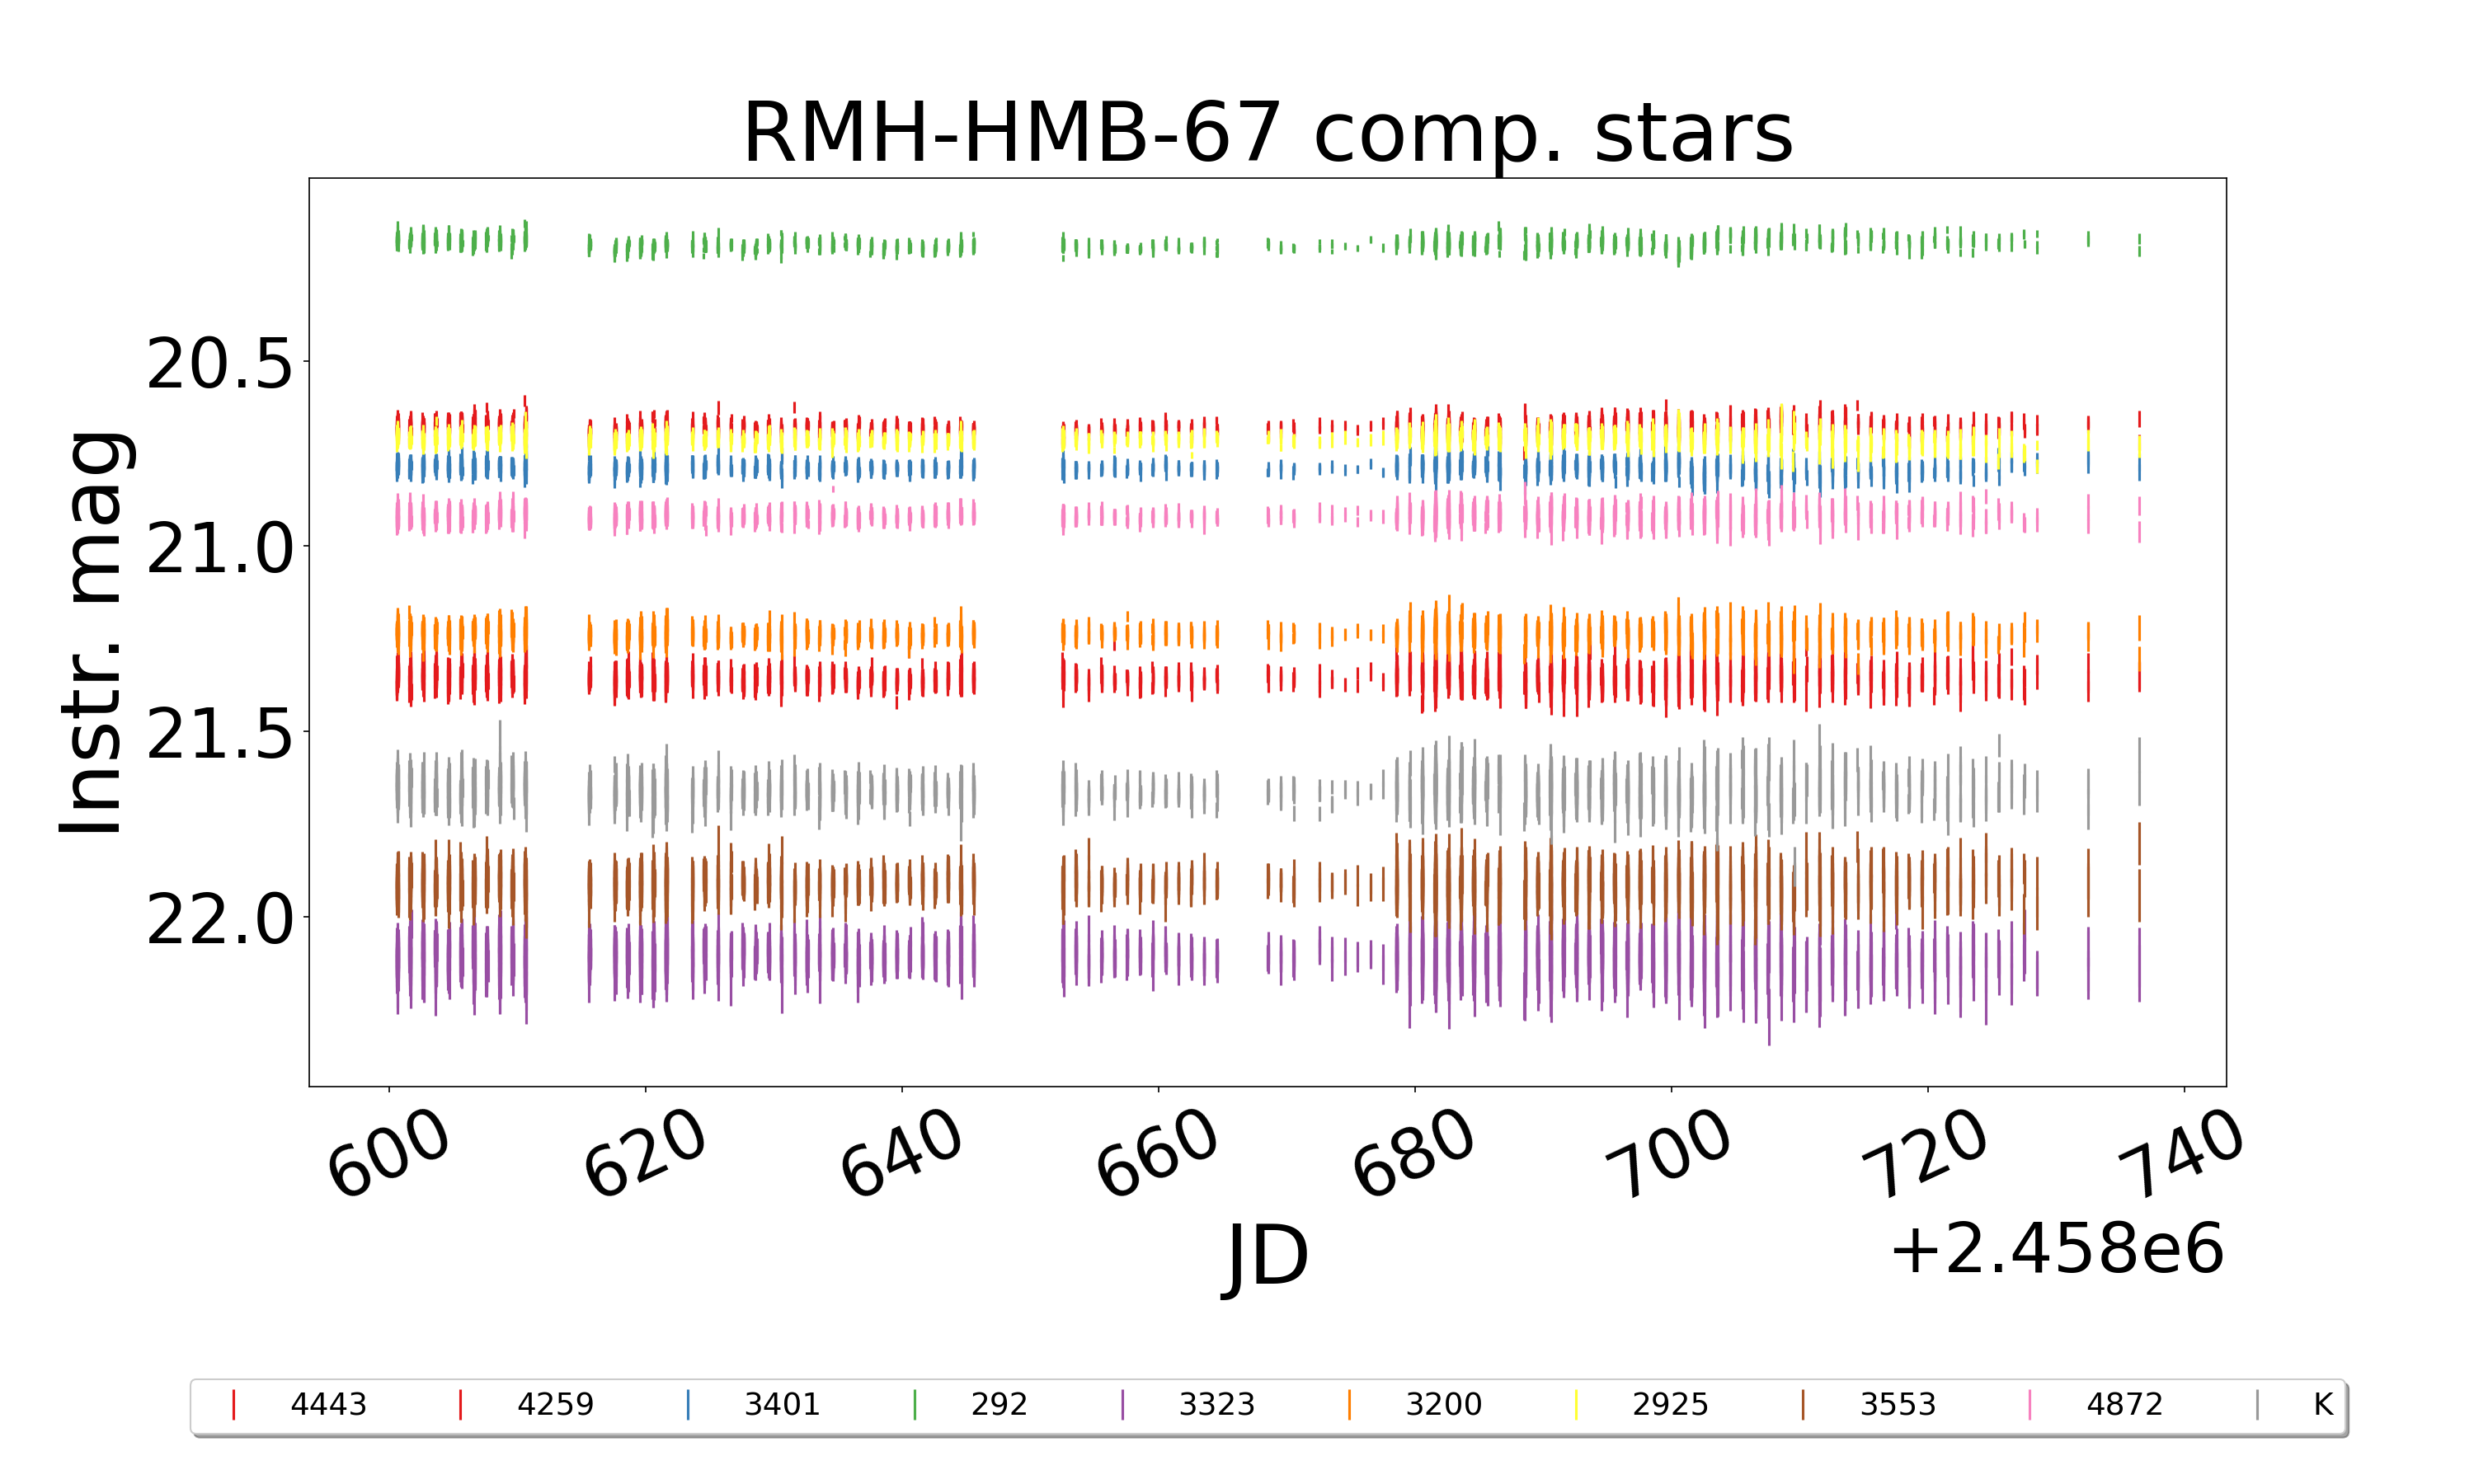 RMH-HMB-67 comp. stars
Instr. mag
20.5
21.0
21.5
22.0
600 620 640 660 680 700 720 740
JD
+2.458e6
4443 4259 3401 292 3323 3200 2925 3553 4872 K